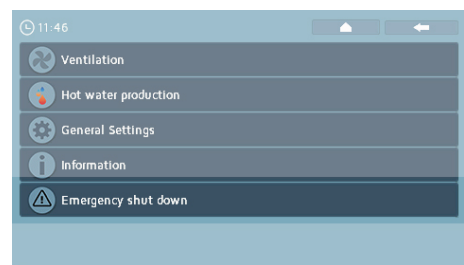 11:46
Ventilation
Hot water production
General Settings
Information
Emergency shut down